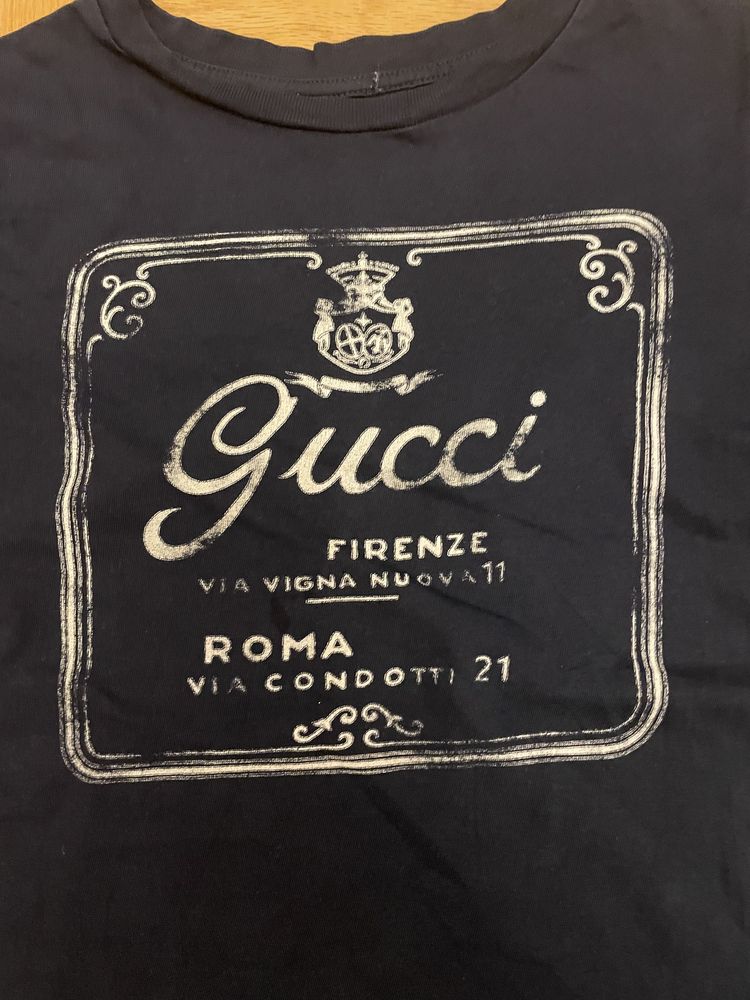 Gucci
FIRENZE
VIA VIGNA NUOVA 11
ROMA
VIA CONDOTTI 21